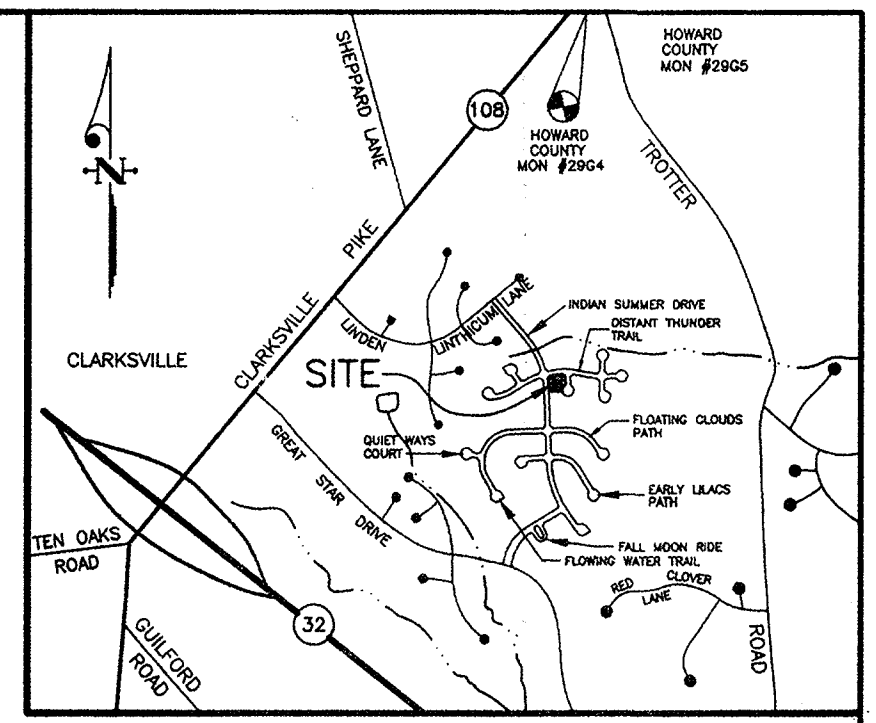 HOWARD
COUNTY
MON #29G5
SHEPPARD LANE
108
HOWARD
COUNTY
MON #29G4
TROTTER
N
PIKE
CLARKSVILLE
LINDEN
LINTHICUM LANE
INDIAN SUMMER DRIVE
DISTANT THUNDER
TRAIL
CLARKSVILLE
SITE
FLOATING CLOUDS
PATH
QUIET WAYS
COURT
GREAT STAR DRIVE
EARLY LILACS
PATH
TEN OAKS
ROAD
FALL MOON RIDE
FLOWING WATER TRAIL
RED CLOVER
LANE
32
GUILFORD
ROAD
ROAD